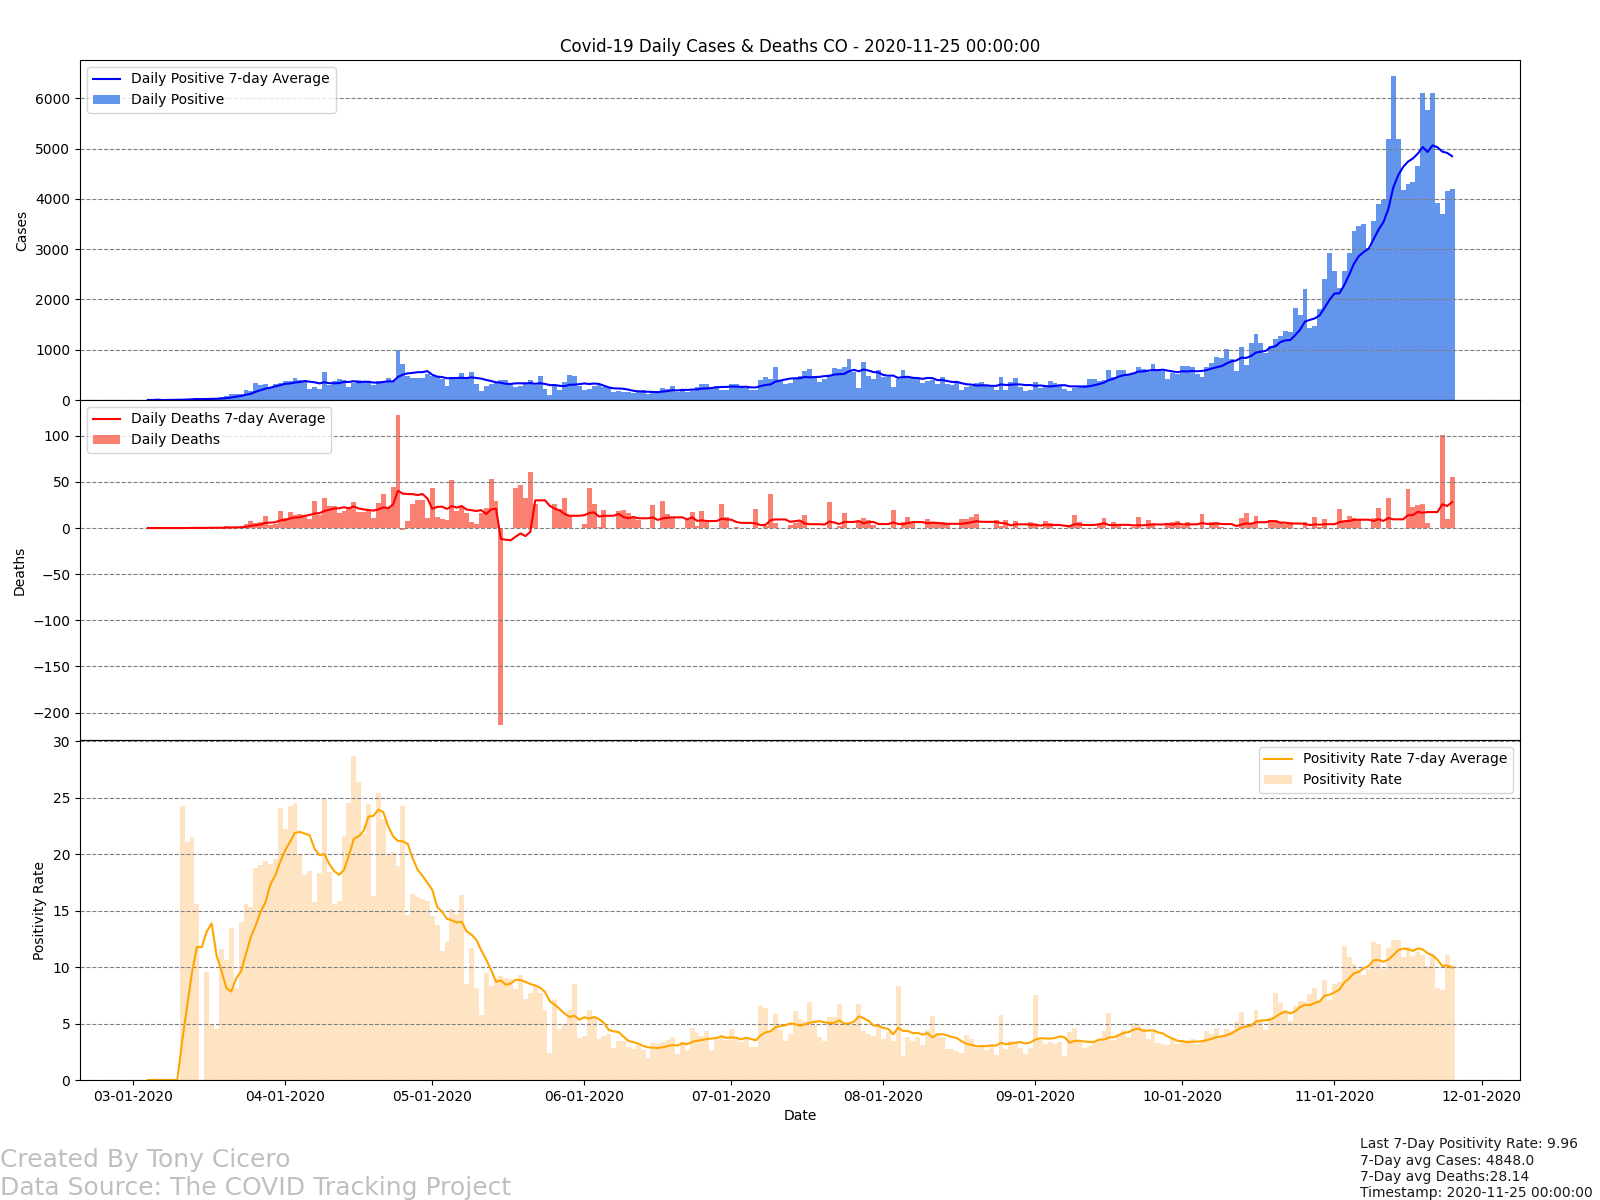 Covid-19 Daily Cases & Deaths CO - 2020-11-25 00:00:00
Daily Positive 7-day Average
Daily Positive
6000
5000
4000
3000
2000
1000
0
Cases
Daily Deaths 7-day Average
Daily Deaths
100
50
0
−50
−100
−150
−200
Deaths
Positivity Rate 7-day Average
Positivity Rate
30
25
20
15
10
5
0
Positivity Rate
03-01-2020 04-01-2020 05-01-2020 06-01-2020 07-01-2020 08-01-2020 09-01-2020 10-01-2020 11-01-2020 12-01-2020
Date
Created By Tony Cicero
Data Source: The COVID Tracking Project
Last 7-Day Positivity Rate: 9.96
7-Day avg Cases: 4848.0
7-Day avg Deaths:28.14
Timestamp: 2020-11-25 00:00:00